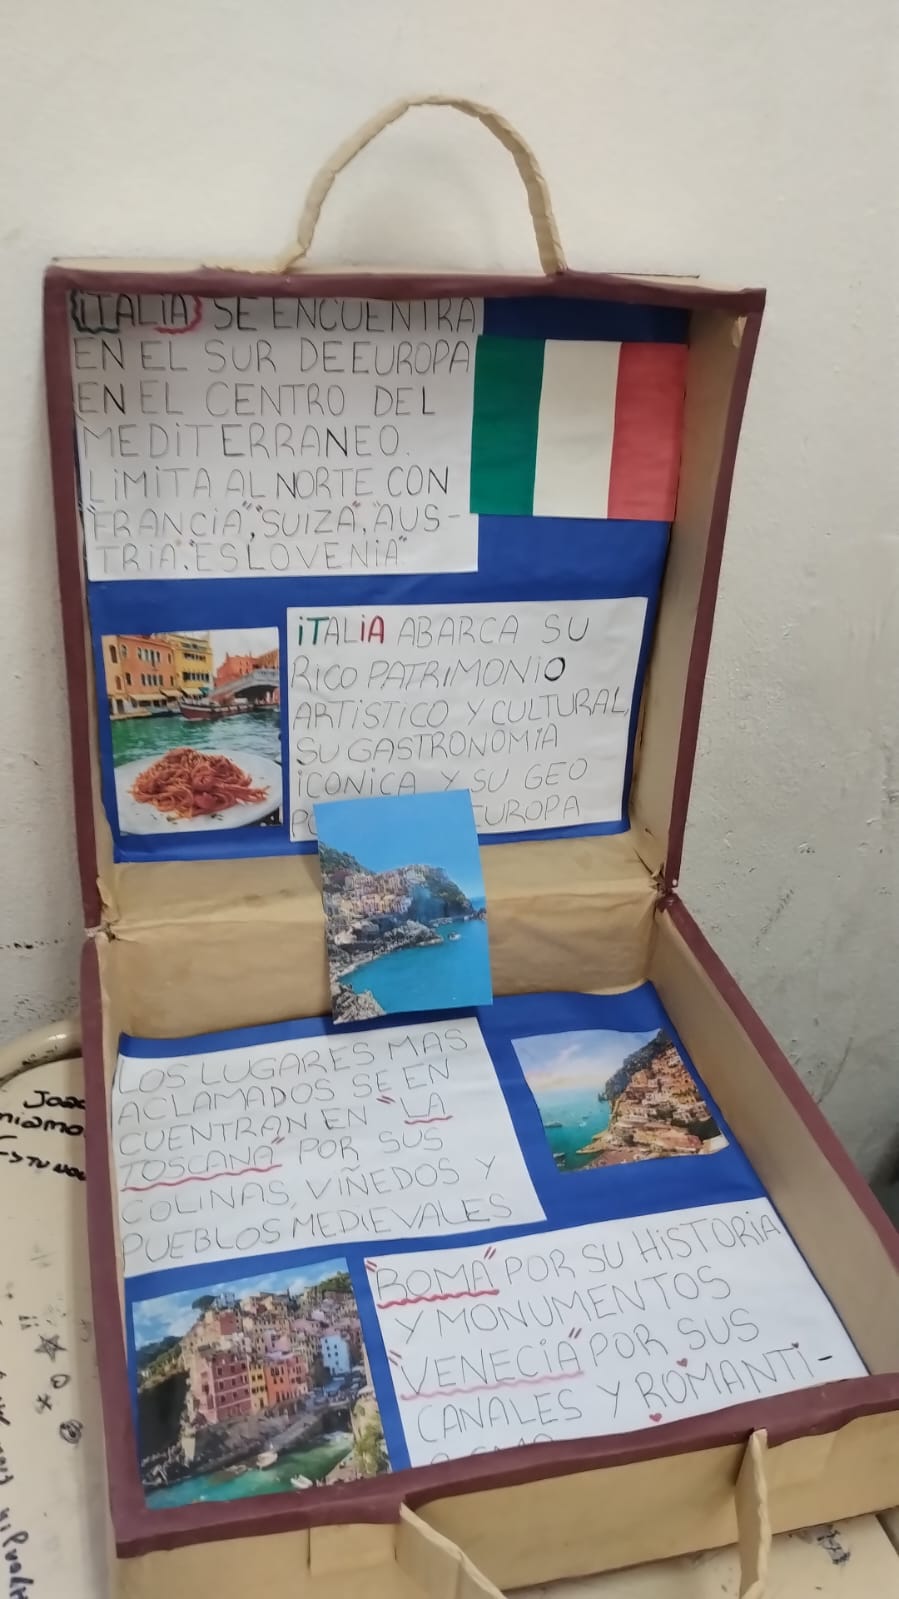 ITALIA SE ENCUENTRA
EN EL SUR DE EUROPA
EN EL CENTRO DEL
MEDITERRANEO.
LIMITA AL NORTE CON
"FRANCIA", "SUIZA", "AUS-
TRIA". "ESLOVENIA"
ITALIA ABARCA SU
RICO PATRIMONIO
ARTISTICO Y CULTURAL,
SU GASTRONOMIA
ICONICA Y SU GEO
LOS LUGARES MAS
ACLAMADOS SE EN
CUENTRAN EN "LA
TOSCANA" POR SUS
COLINAS, VIÑEDOS Y
PUEBLOS MEDIEVALES
"ROMA" POR SU HISTORIA
Y MONUMENTOS
"VENECIA" POR SUS
CANALES Y ROMANTI-